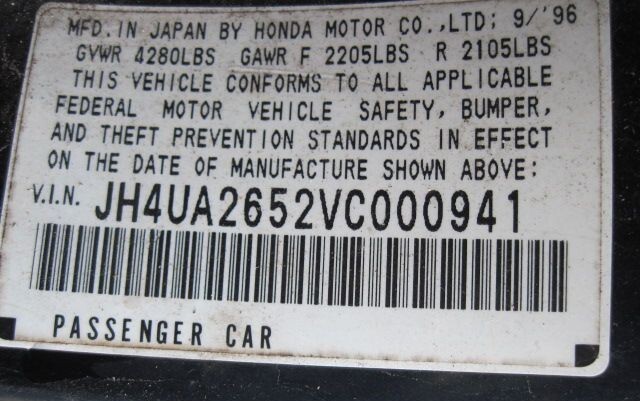 MFD. IN JAPAN BY HONDA MOTOR CO.,LTD; 9/'96
GVWR 4280LBS GAWR F 2205LBS R 2105LBS
THIS VEHICLE CONFORMS TO ALL APPLICABLE
FEDERAL MOTOR VEHICLE SAFETY, BUMPER,
AND THEFT PREVENTION STANDARDS IN EFFECT
ON THE DATE OF MANUFACTURE SHOWN ABOVE:
V.I.N. JH4UA2652VC000941
PASSENGER CAR